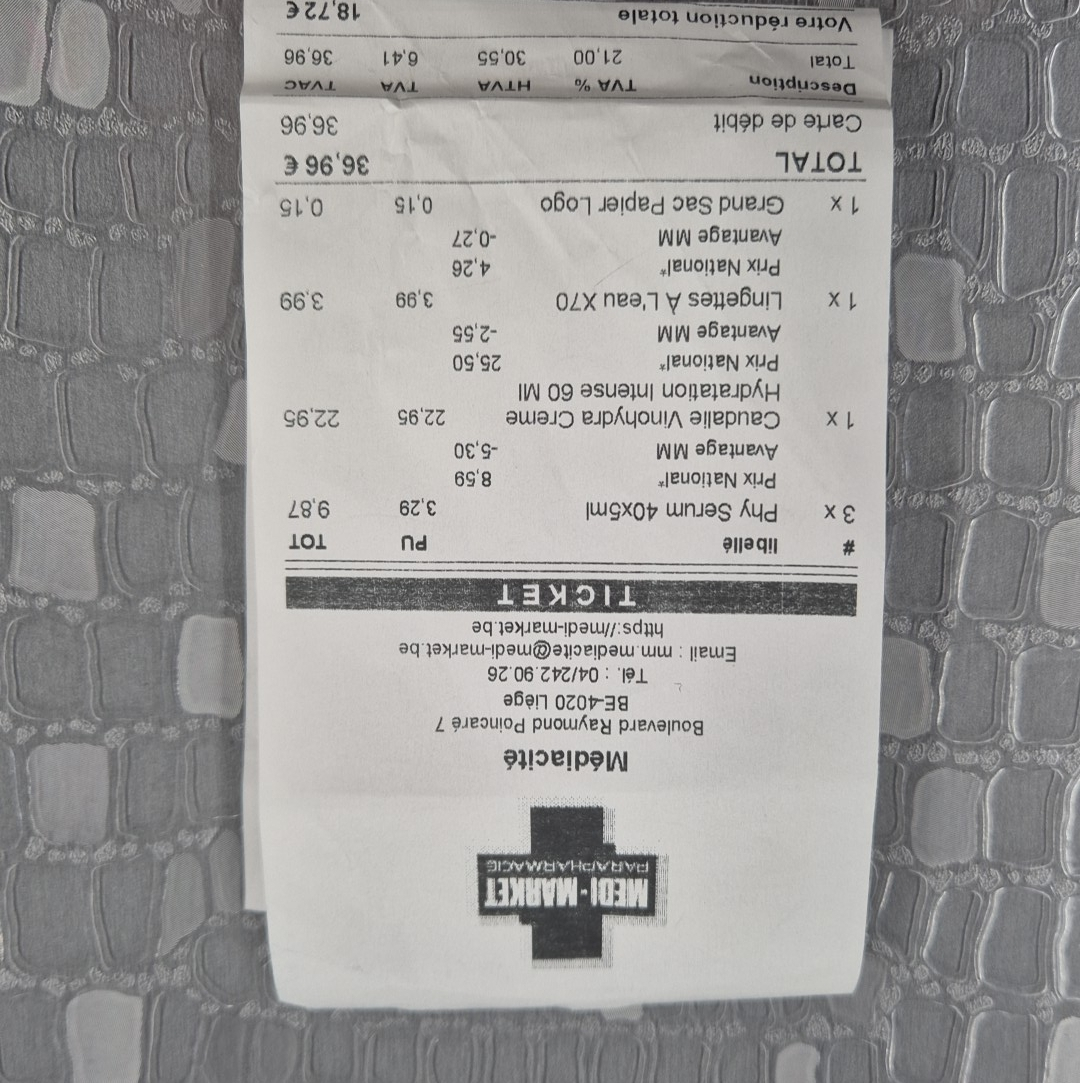 MEDI-MARKET
PARAPHARMACIE
Médiacité
Boulevard Raymond Poincaré 7
BE-4020 Liège
Tél. : 04/242.90.26
Email : mm.mediacite@medi-market.be
https://medi-market.be
TICKET
# libellé PU TOT
3 x Phy Serum 40x5ml 3,29 9,87
Prix National* 8,59
Avantage MM -5,30
1 x Caudalie Vinohydra Creme 22,95 22,95
Hydratation Intense 60 Ml
Prix National* 25,50
Avantage MM -2,55
1 x Lingettes À L'eau X70 3,99 3,99
Prix National* 4,26
Avantage MM -0,27
1 x Grand Sac Papier Logo 0,15 0,15
TOTAL 36,96 €
Carte de débit 36,96
Description TVA % HTVA TVA TVAC
Total 21,00 30,55 6,41 36,96
Votre réduction totale 18,72 €